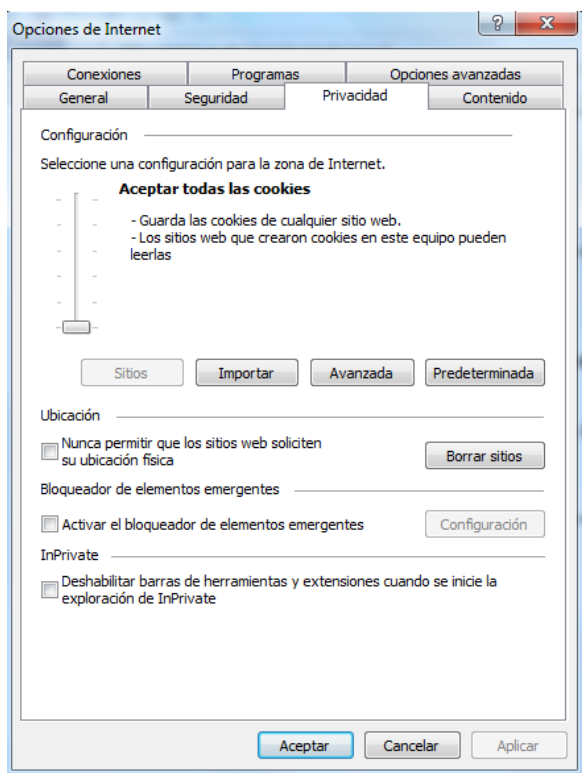 Opciones de Internet
Conexiones
Programas
Opciones avanzadas
General
Seguridad
Privacidad
Contenido
Configuración
Seleccione una configuración para la zona de Internet.
Aceptar todas las cookies
- Guarda las cookies de cualquier sitio web.
- Los sitios web que crearon cookies en este equipo pueden
leerlas
Sitios
Importar
Avanzada
Predeterminada
Ubicación
Nunca permitir que los sitios web soliciten
su ubicación física
Borrar sitios
Bloqueador de elementos emergentes
Activar el bloqueador de elementos emergentes
Configuración
InPrivate
Deshabilitar barras de herramientas y extensiones cuando se inicie la
exploración de InPrivate
Aceptar
Cancelar
Aplicar